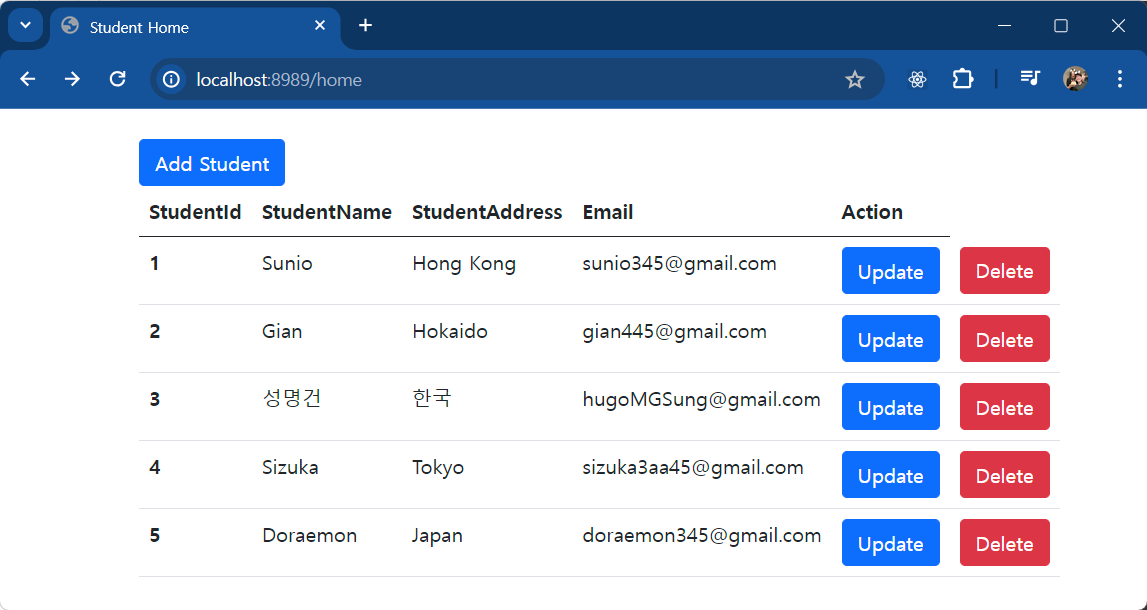 Student Home
localhost:8989/home
Add Student
StudentId StudentName StudentAddress Email Action
1 Sunio Hong Kong sunio345@gmail.com Update Delete
2 Gian Hokaido gian445@gmail.com Update Delete
3 성명건 한국 hugoMGSung@gmail.com Update Delete
4 Sizuka Tokyo sizuka3aa45@gmail.com Update Delete
5 Doraemon Japan doraemon345@gmail.com Update Delete